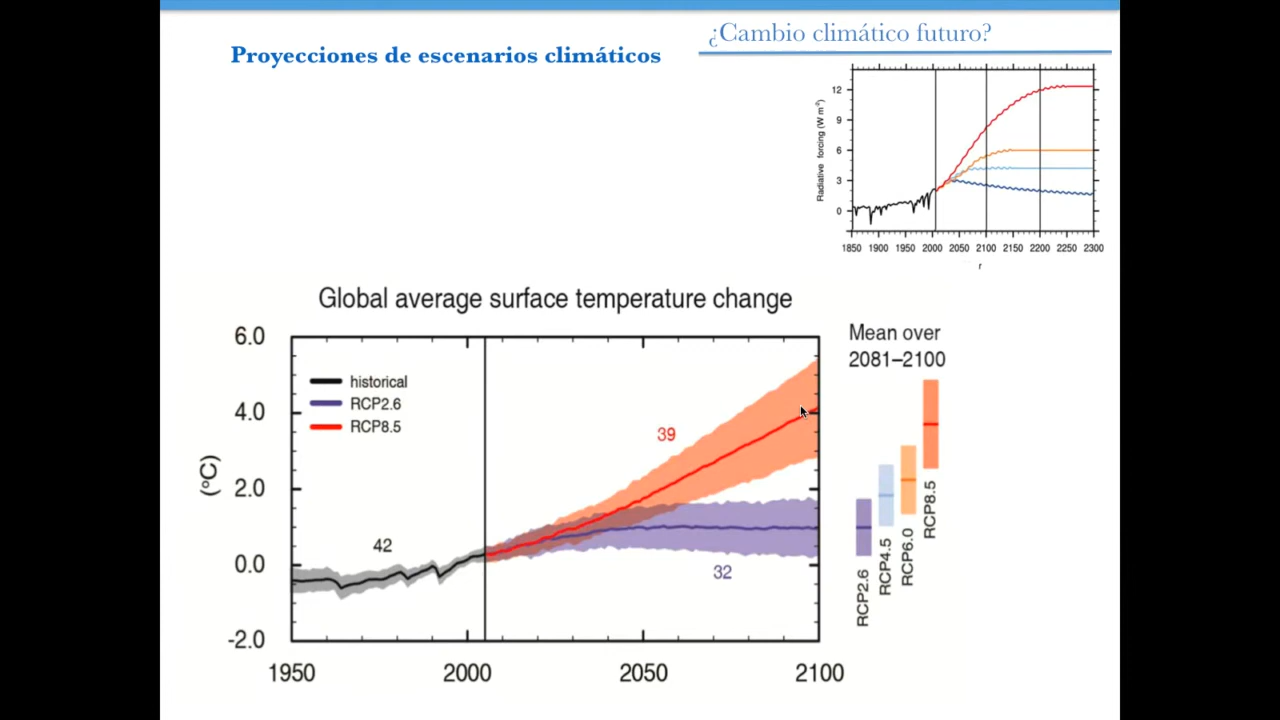 ¿Cambio climático futuro?
Proyecciones de escenarios climáticos
Radiative forcing (W m-2)
12
9
6
3
0
1850 1900 1950 2000 2050 2100 2150 2200 2250 2300
r
Global average surface temperature change
(oC)
6.0
4.0
2.0
0.0
-2.0
historical
RCP2.6
RCP8.5
39
42
32
1950 2000 2050 2100
Mean over
2081–2100
RCP2.6
RCP4.5
RCP6.0
RCP8.5